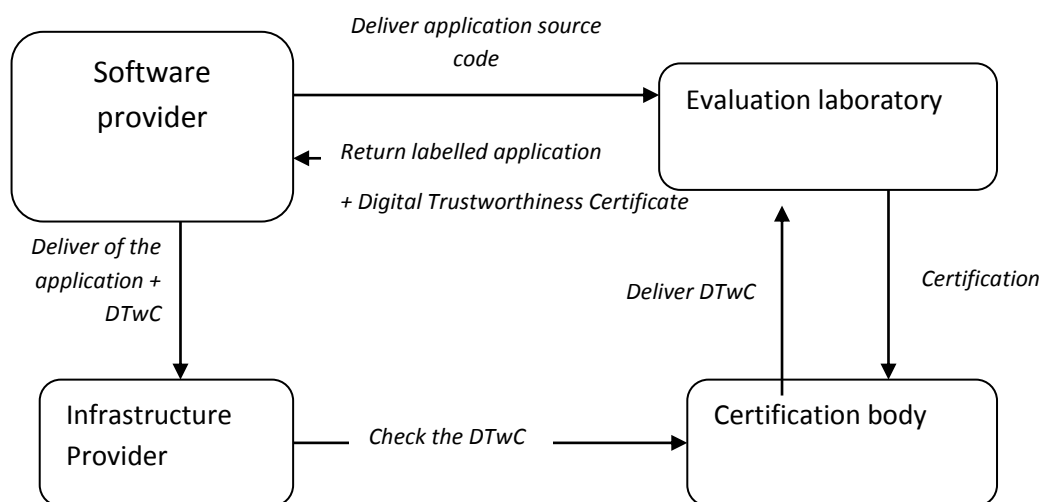 Deliver application source
code
Software
provider
Evaluation laboratory
Return labelled application
+ Digital Trustworthiness Certificate
Deliver of the
application +
DTwC
Deliver DTwC
Certification
Infrastructure
Provider
Check the DTwC
Certification body